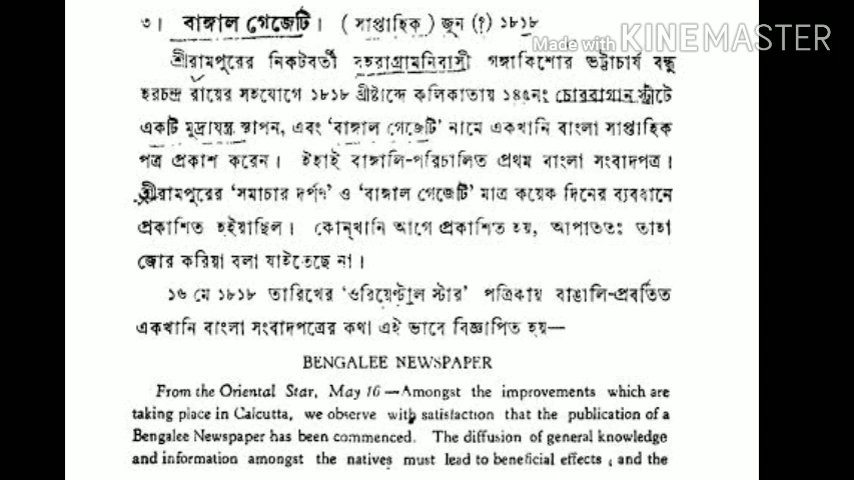 ৩। বাঙ্গাল গেজেটি। (সাপ্তাহিক) জুন (?) ১৮১৮
Made with KINEMASTER
শ্রীরামপুরের নিকটবর্তী বহরাগ্রামনিবাসী গঙ্গাকিশোর ভট্টাচার্য বন্ধু
হরচন্দ্র রায়ের সহযোগে ১৮১৮ খ্রীষ্টাব্দে কলিকাতায় ১৪৫নং চোরবাগান স্ট্রীটে
একটি মুদ্রাযন্ত্র স্থাপন, এবং ‘বাঙ্গাল গেজেটি’ নামে একখানি বাংলা সাপ্তাহিক
পত্র প্রকাশ করেন। ইহাই বাঙ্গালি-পরিচালিত প্রথম বাংলা সংবাদপত্র।
শ্রীরামপুরের ‘সমাচার দর্পণ’ ও ‘বাঙ্গাল গেজেটি’ মাত্র কয়েক দিনের ব্যবধানে
প্রকাশিত হইয়াছিল। কোন্‌খানি আগে প্রকাশিত হয়, আপাততঃ তাহা
জোর করিয়া বলা যাইতেছে না।
১৬ মে ১৮১৮ তারিখের ‘ওরিয়েন্টাল স্টার’ পত্রিকায় বাঙালি-প্রবর্তিত
একখানি বাংলা সংবাদপত্রের কথা এই ভাবে বিজ্ঞাপিত হয়—
BENGALEE NEWSPAPER
From the Oriental Star, May 16—Amongst the improvements which are
taking place in Calcutta, we observe with satisfaction that the publication of a
Bengalee Newspaper has been commenced. The diffusion of general knowledge
and information amongst the natives must lead to beneficial effects; and the